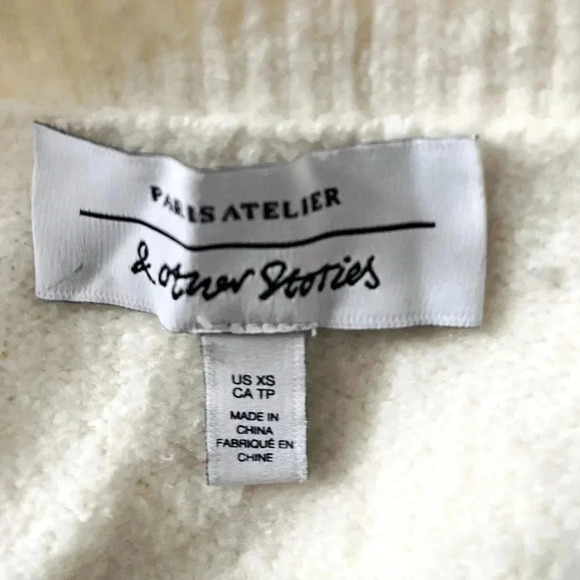 PARIS ATELIER
& other Stories
US XS
CA TP
MADE IN
CHINA
FABRIQUÉ EN
CHINE